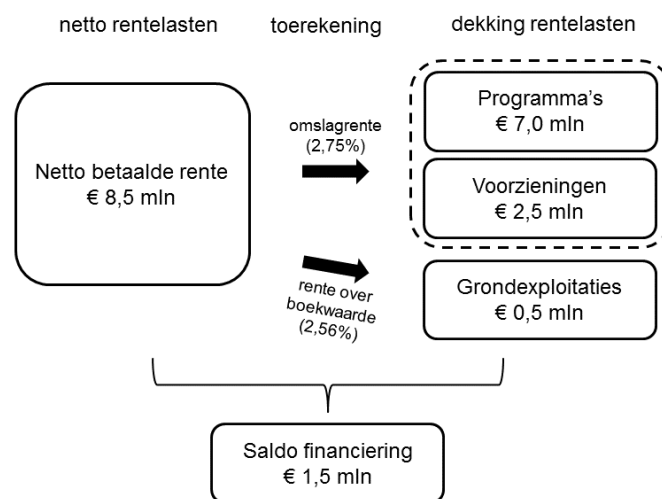 netto rentelasten
toerekening
dekking rentelasten
Netto betaalde rente
€ 8,5 mln
omslagrente
(2,75%)
Programma's
€ 7,0 mln
Voorzieningen
€ 2,5 mln
rente over
boekwaarde
(2,56%)
Grondexploitaties
€ 0,5 mln
Saldo financiering
€ 1,5 mln